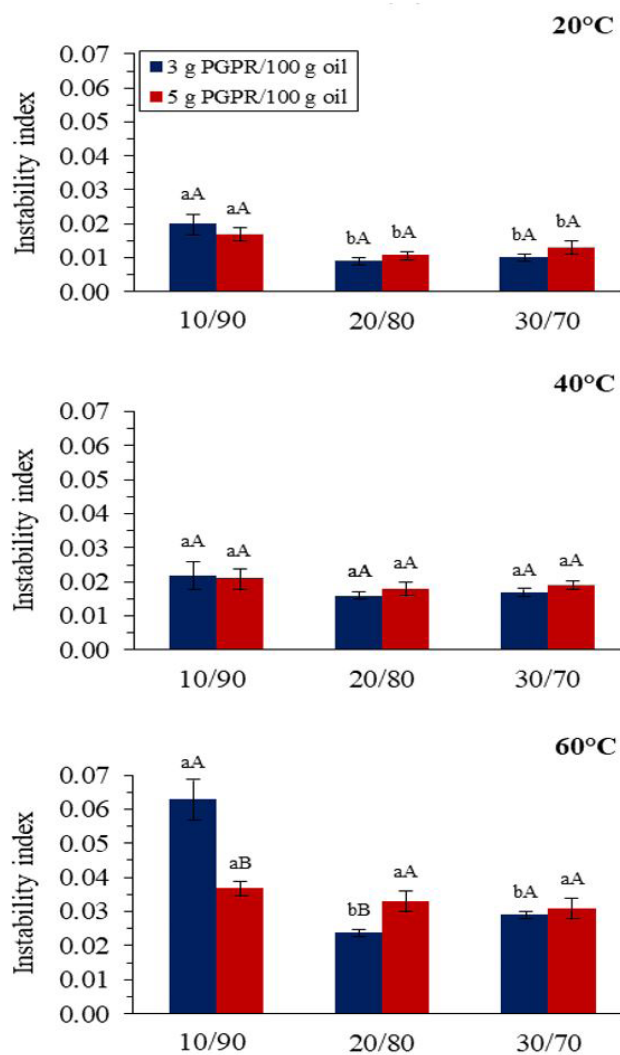 20°C
Instability index
0.07
0.06
0.05
0.04
0.03
0.02
0.01
0.00
3 g PGPR/100 g oil
5 g PGPR/100 g oil
aA aA bA bA bA bA
10/90 20/80 30/70
40°C
Instability index
0.07
0.06
0.05
0.04
0.03
0.02
0.01
0.00
aA aA aA aA aA aA
10/90 20/80 30/70
60°C
Instability index
0.07
0.06
0.05
0.04
0.03
0.02
0.01
0.00
aA aB bB aA bA aA
10/90 20/80 30/70